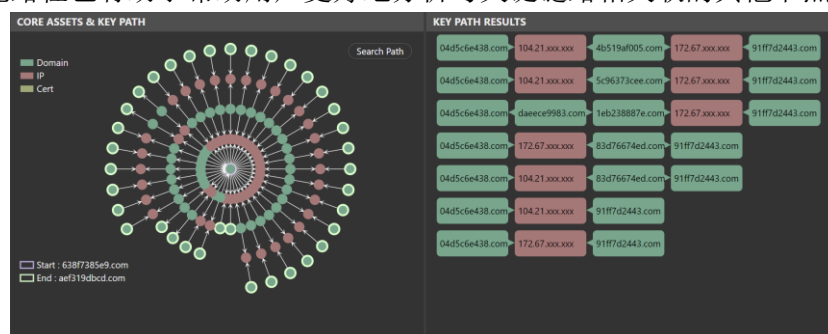 CORE ASSETS & KEY PATH
Search Path
Domain
IP
Cert
Start : 638f7385e9.com
End : aef319dbcd.com
KEY PATH RESULTS
04d5c6e438.com 104.21.xxx.xxx 4b519af005.com 172.67.xxx.xxx 91ff7d2443.com
04d5c6e438.com 104.21.xxx.xxx 5c96373cee.com 172.67.xxx.xxx 91ff7d2443.com
04d5c6e438.com daeece9983.com 1eb238887e.com 172.67.xxx.xxx 91ff7d2443.com
04d5c6e438.com 172.67.xxx.xxx 83d76674ed.com 91ff7d2443.com
04d5c6e438.com 104.21.xxx.xxx 83d76674ed.com 91ff7d2443.com
04d5c6e438.com 104.21.xxx.xxx 91ff7d2443.com
04d5c6e438.com 172.67.xxx.xxx 91ff7d2443.com